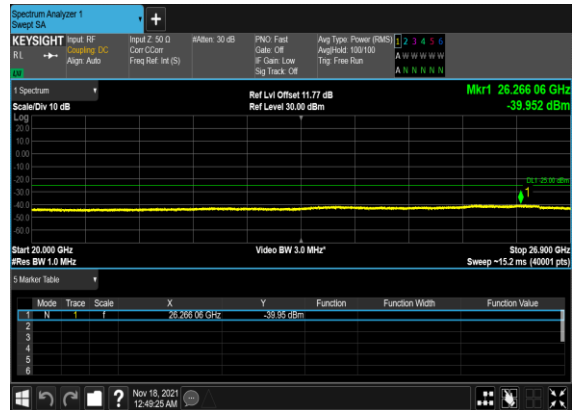 Spectrum Analyzer 1
Swept SA
KEYSIGHT Input: RF Input Z: 50 Ω #Atten: 30 dB PNO: Fast Avg Type: Power (RMS) 1 2 3 4 5 6
RL Coupling: DC Corr CCorr Gate: Off Avg|Hold: 100/100 A W W W W W
Align: Auto Freq Ref: Int (S) IF Gain: Low Trig: Free Run A N N N N N
Sig Track: Off
1 Spectrum Ref Lvl Offset 11.77 dB Mkr1 26.266 06 GHz
Scale/Div 10 dB Ref Level 30.00 dBm -39.952 dBm
Log
20.0
10.0
0.00
-10.0
-20.0
DL1 -25.00 dBm
-30.0
1
-40.0
-50.0
-60.0
Start 20.000 GHz Video BW 3.0 MHz* Stop 26.900 GHz
#Res BW 1.0 MHz Sweep ~15.2 ms (40001 pts)
5 Marker Table
Mode Trace Scale X Y Function Function Width Function Value
1 N 1 f 26.266 06 GHz -39.95 dBm
2
3
4
5
6
? Nov 18, 2021
12:49:25 AM